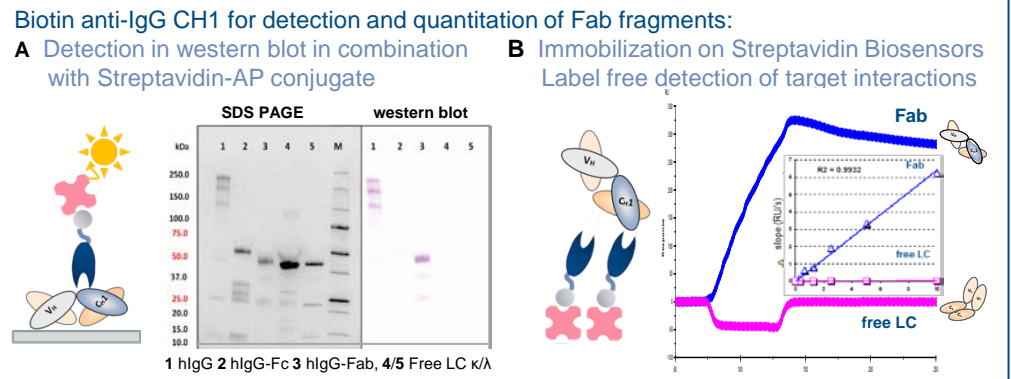 Biotin anti-IgG CH1 for detection and quantitation of Fab fragments:
A Detection in western blot in combination
with Streptavidin-AP conjugate
B Immobilization on Streptavidin Biosensors
Label free detection of target interactions
SDS PAGE western blot
kDa 1 2 3 4 5 M 1 2 3 4 5
250.0
150.0
100.0
75.0
50.0
37.0
25.0
20.0
15.0
10.0
VH CH1
1 hIgG 2 hIgG-Fc 3 hIgG-Fab, 4/5 Free LC κ/λ
VH
CH1
Fab
R2 = 0.9932
Fab
slope (RU/s)
free LC
free LC